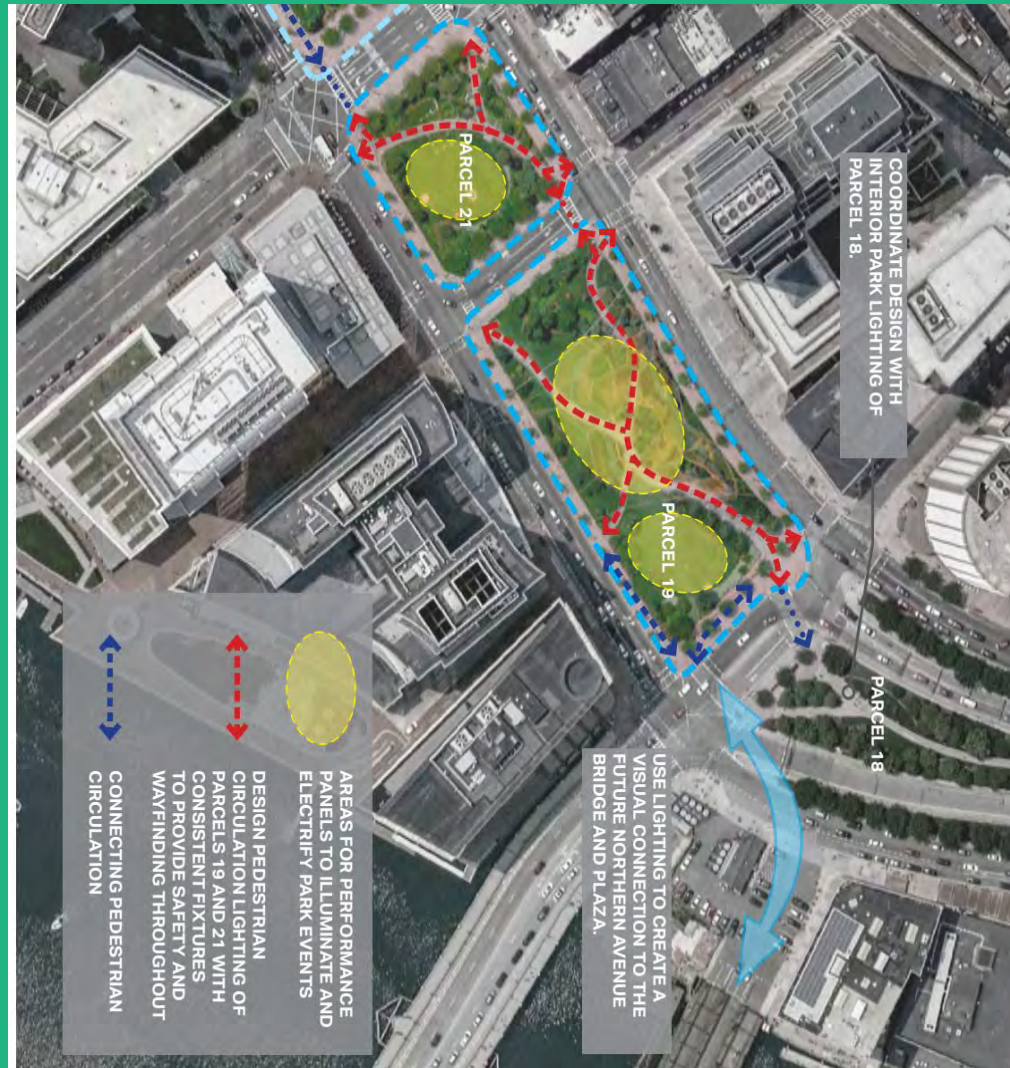 COORDINATE DESIGN WITH
INTERIOR PARK LIGHTING OF
PARCEL 18.
PARCEL 21
PARCEL 19
PARCEL 18
USE LIGHTING TO CREATE A
VISUAL CONNECTION TO THE
FUTURE NORTHERN AVENUE
BRIDGE AND PLAZA.
AREAS FOR PERFORMANCE
PANELS TO ILLUMINATE AND
ELECTRIFY PARK EVENTS
DESIGN PEDESTRIAN
CIRCULATION LIGHTING OF
PARCELS 19 AND 21 WITH
CONSISTENT FIXTURES
TO PROVIDE SAFETY AND
WAYFINDING THROUGHOUT
CONNECTING PEDESTRIAN
CIRCULATION